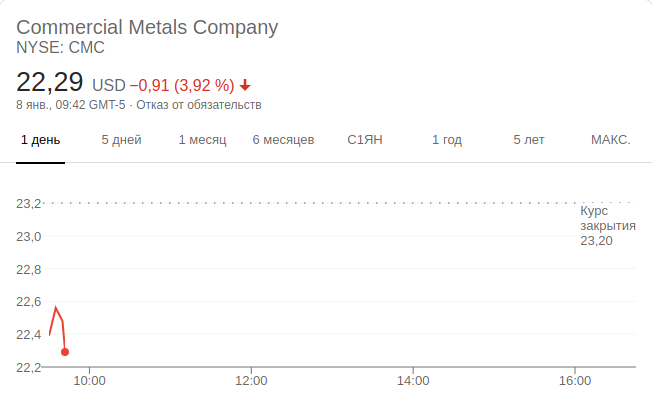 Commercial Metals Company
NYSE: CMC
22,29 USD −0,91 (3,92 %)
8 янв., 09:42 GMT-5 · Отказ от обязательств
1 день 5 дней 1 месяц 6 месяцев С1ЯН 1 год 5 лет МАКС.
23,2
Курс
закрытия
23,20
23,0
22,8
22,6
22,4
22,2
10:00 12:00 14:00 16:00